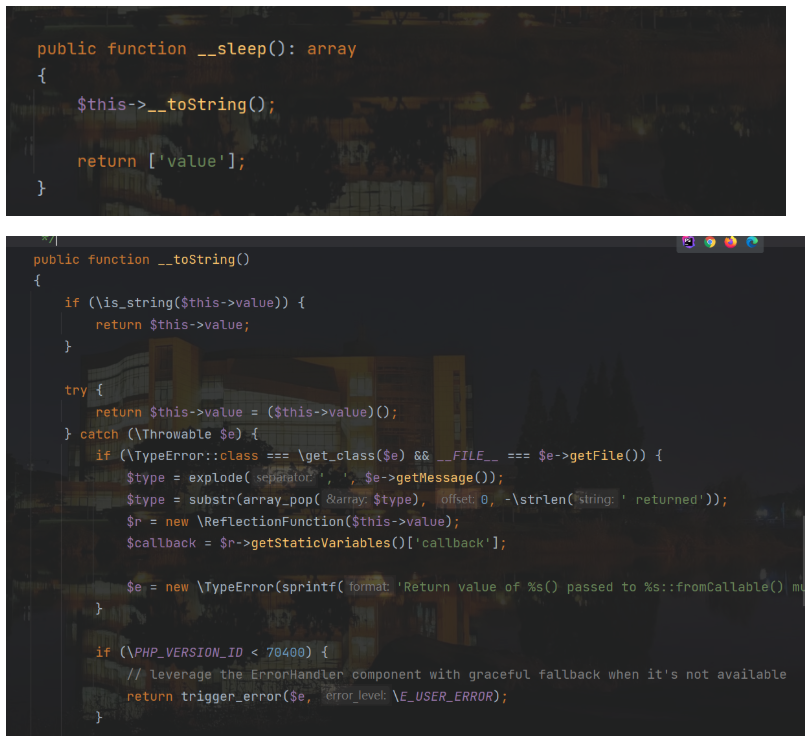 public function __sleep(): array
{
$this->__toString();
return ['value'];
}
*/
public function __toString()
{
if (\is_string($this->value)) {
return $this->value;
}
try {
return $this->value = ($this->value)();
} catch (\Throwable $e) {
if (\TypeError::class === \get_class($e) && __FILE__ === $e->getFile()) {
$type = explode( separator: ', ', $e->getMessage());
$type = substr(array_pop( &array: $type), offset: 0, -\strlen( string: ' returned'));
$r = new \ReflectionFunction($this->value);
$callback = $r->getStaticVariables()['callback'];
$e = new \TypeError(sprintf( format: 'Return value of %s() passed to %s::fromCallable() mu
}
if (\PHP_VERSION_ID < 70400) {
// leverage the ErrorHandler component with graceful fallback when it's not available
return trigger_error($e, error_level: \E_USER_ERROR);
}